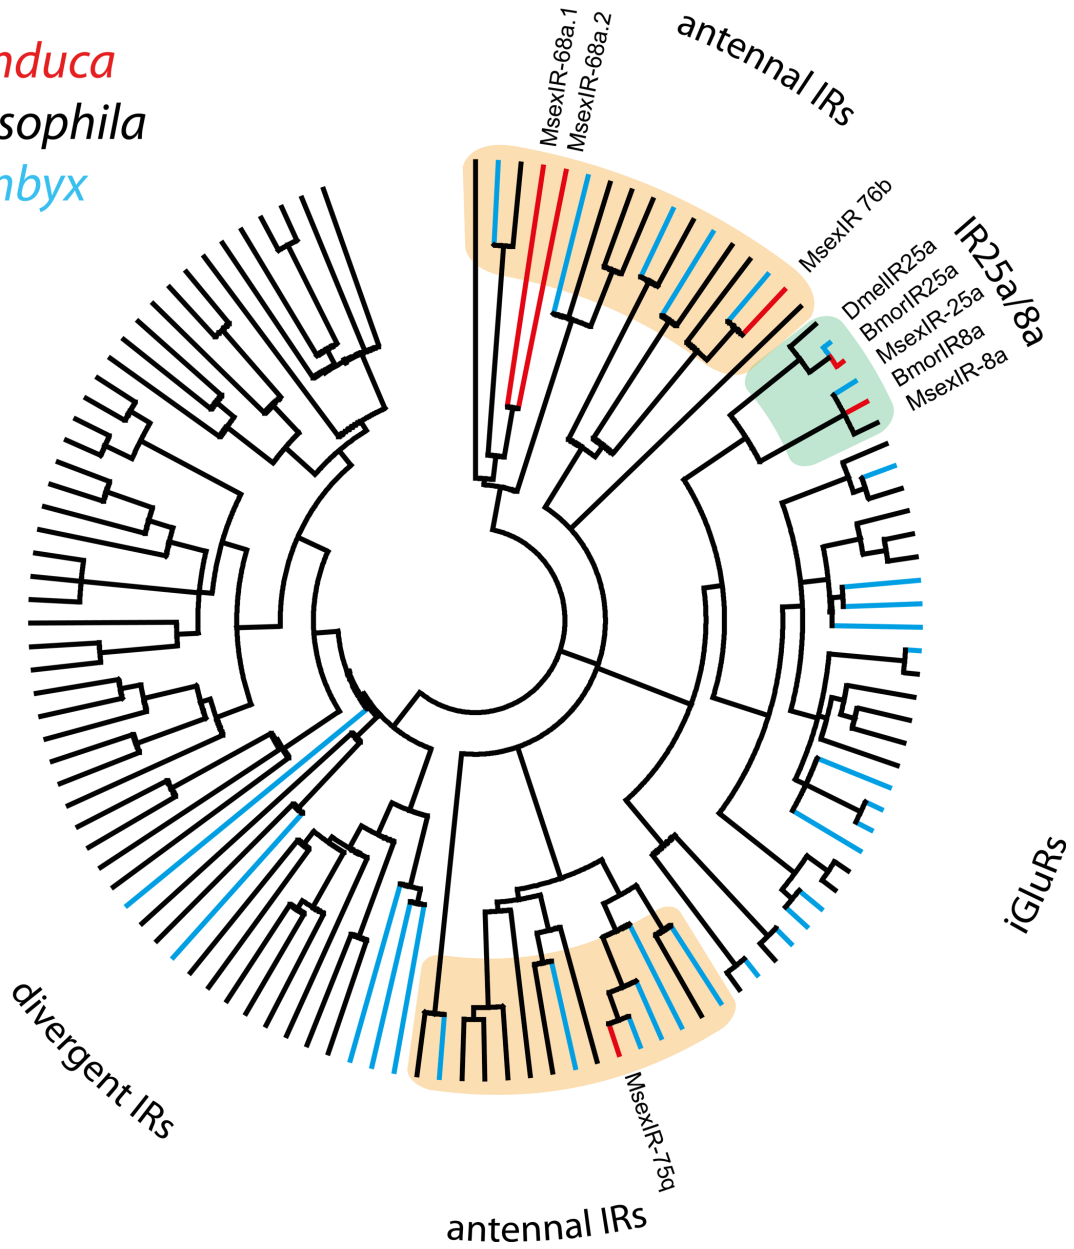 nduca
sophila
mbyx
MsexIR-68a.1
MsexIR-68a.2
antennal IRs
MsexIR 76b
DmelIR25a
BmorIR25a
MsexIR-25a
BmorIR8a
MsexIR-8a
IR25a/8a
iGluRs
divergent IRs
MsexIR-75q
antennal IRs